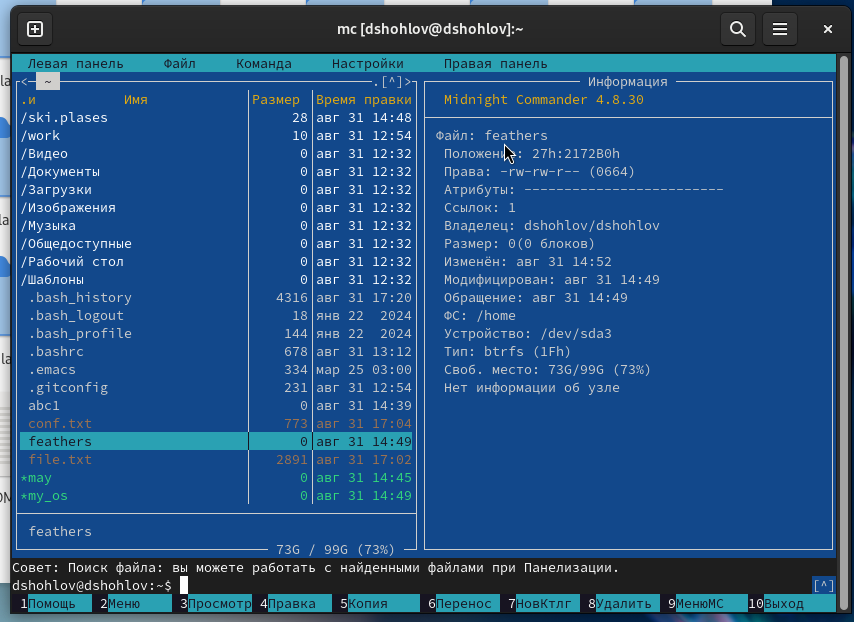 mc [dshohlov@dshohlov]:~
Левая панель Файл Команда Настройки Правая панель
<- ~ .[^]>
.и Имя Размер Время правки
/ski.plases 28 авг 31 14:48
/work 10 авг 31 12:54
/Видео 0 авг 31 12:32
/Документы 0 авг 31 12:32
/Загрузки 0 авг 31 12:32
/Изображения 0 авг 31 12:32
/Музыка 0 авг 31 12:32
/Общедоступные 0 авг 31 12:32
/Рабочий стол 0 авг 31 12:32
/Шаблоны 0 авг 31 12:32
.bash_history 4316 авг 31 17:20
.bash_logout 18 янв 22 2024
.bash_profile 144 янв 22 2024
.bashrc 678 авг 31 13:12
.emacs 334 мар 25 03:00
.gitconfig 231 авг 31 12:54
abc1 0 авг 31 14:39
conf.txt 773 авг 31 17:04
feathers 0 авг 31 14:49
file.txt 2891 авг 31 17:02
*may 0 авг 31 14:45
*my_os 0 авг 31 14:49
feathers
73G / 99G (73%)
Информация
Midnight Commander 4.8.30
Файл: feathers
Положение: 27h:2172B0h
Права: -rw-rw-r-- (0664)
Атрибуты: -------------------------
Ссылок: 1
Владелец: dshohlov/dshohlov
Размер: 0(0 блоков)
Изменён: авг 31 14:52
Модифицирован: авг 31 14:49
Обращение: авг 31 14:49
ФС: /home
Устройство: /dev/sda3
Тип: btrfs (1Fh)
Своб. место: 73G/99G (73%)
Нет информации об узле
Совет: Поиск файла: вы можете работать с найденными файлами при Панелизации.
dshohlov@dshohlov:~$ [^]
1Помощь 2Меню 3Просмотр 4Правка 5Копия 6Перенос 7НовКтлг 8Удалить 9МенюМС 10Выход